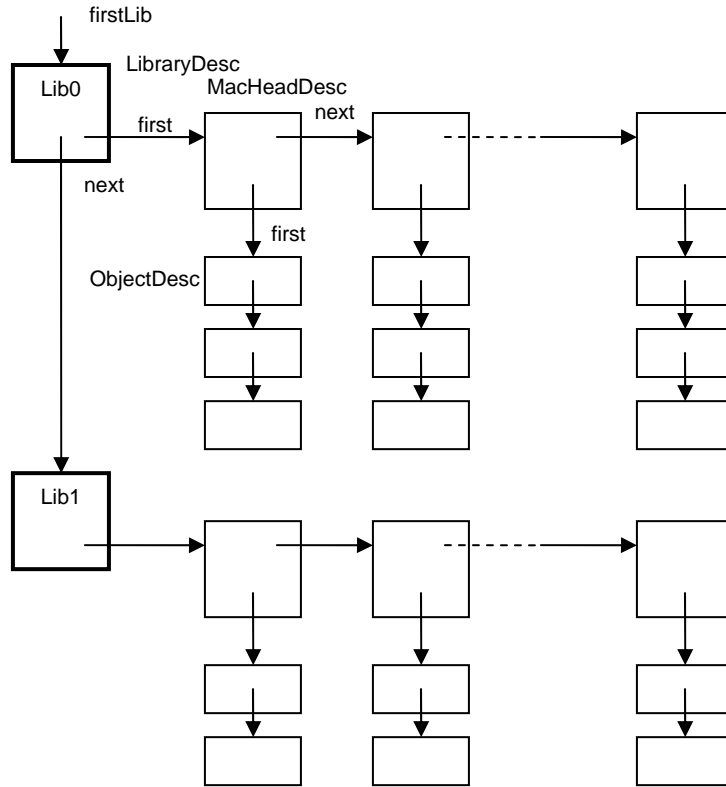 firstLib
LibraryDesc
Lib0
MacHeadDesc
first
next
next
first
ObjectDesc
Lib1